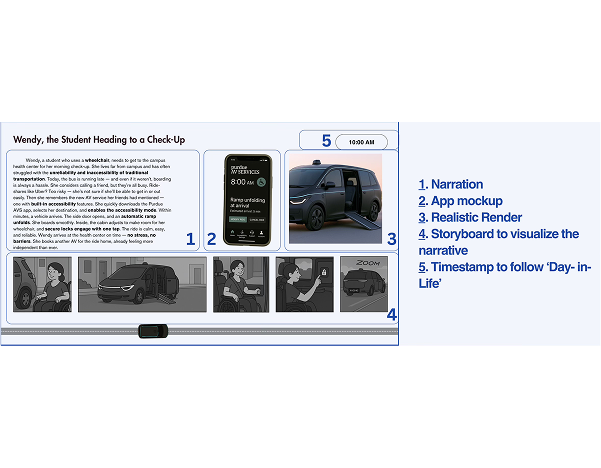 Wendy, the Student Heading to a Check-Up
5
10:00 AM
Wendy, a student who uses a wheelchair, needs to get to the campus
health center for her morning check-up. She lives far from campus and has often
struggled with the unreliability and inaccessibility of traditional
transportation. Today, the bus is running late — and even if it weren't, boarding
is always a hassle. She considers calling a friend, but they're all busy. Ride-
shares like Uber? Too risky — she's not sure if she'll be able to get in or out
easily. Then she remembers the new AV service her friends had mentioned —
one with built-in accessibility features. She quickly downloads the Purdue
AVS app, selects her destination, and enables the accessibility mode. Within
minutes, a vehicle arrives. The side door opens, and an automatic ramp
unfolds. She boards smoothly. Inside, the cabin adjusts to make room for her
wheelchair, and secure locks engage with one tap. The ride is calm, easy,
and reliable. Wendy arrives at the health center on time — no stress, no
barriers. She books another AV for the ride home, already feeling more
independent than ever.
1
purdue
AV SERVICES
8:00 AM
Ramp unfolding
at arrival
2
3
ZOOM
4
1. Narration
2. App mockup
3. Realistic Render
4. Storyboard to visualize the
narrative
5. Timestamp to follow 'Day- in-
Life'